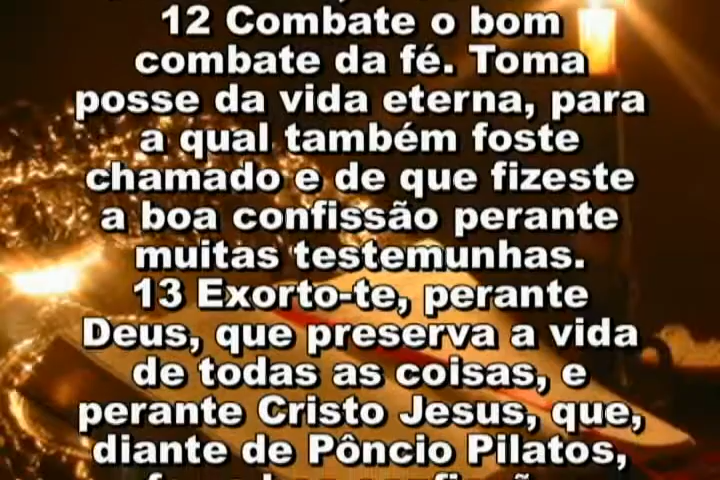 12 Combate o bom
combate da fé. Toma
posse da vida eterna, para
a qual também foste
chamado e de que fizeste
a boa confissão perante
muitas testemunhas.
13 Exorto-te, perante
Deus, que preserva a vida
de todas as coisas, e
perante Cristo Jesus, que,
diante de Pôncio Pilatos,